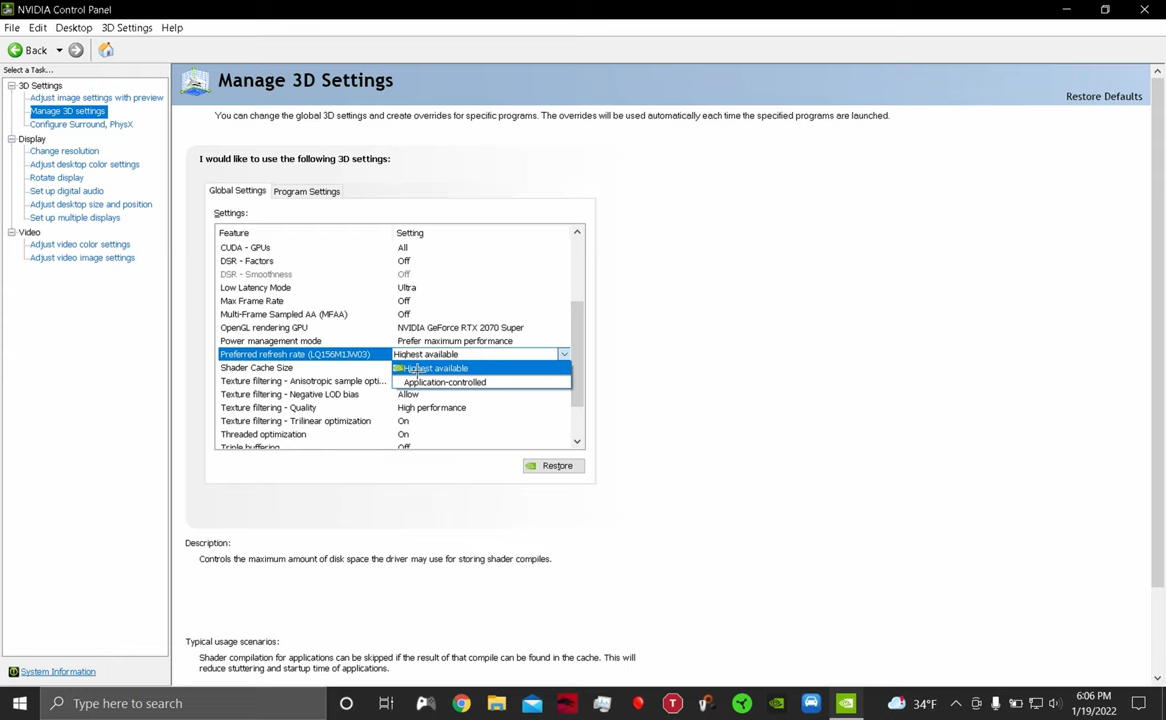 NVIDIA Control Panel
File Edit Desktop 3D Settings Help
Back
Select a Task...
3D Settings
Adjust image settings with preview
Manage 3D settings
Configure Surround, PhysX
Display
Change resolution
Adjust desktop color settings
Rotate display
Set up digital audio
Adjust desktop size and position
Set up multiple displays
Video
Adjust video color settings
Adjust video image settings
System Information
Manage 3D Settings
Restore Defaults
You can change the global 3D settings and create overrides for specific programs. The overrides will be used automatically each time the specified programs are launched.
I would like to use the following 3D settings:
Global Settings Program Settings
Settings:
Feature Setting
CUDA - GPUs All
DSR - Factors Off
DSR - Smoothness Off
Low Latency Mode Ultra
Max Frame Rate Off
Multi-Frame Sampled AA (MFAA) Off
OpenGL rendering GPU NVIDIA GeForce RTX 2070 Super
Power management mode Prefer maximum performance
Preferred refresh rate (LQ156M1JW03) Highest available
Shader Cache Size Highest available
Texture filtering - Anisotropic sample opti... Application-controlled
Texture filtering - Negative LOD bias Allow
Texture filtering - Quality High performance
Texture filtering - Trilinear optimization On
Threaded optimization On
Triple buffering Off
Restore
Description:
Controls the maximum amount of disk space the driver may use for storing shader compiles.
Typical usage scenarios:
Shader compilation for applications can be skipped if the result of that compile can be found in the cache. This will
reduce stuttering and startup time of applications.
Type here to search
34°F
6:06 PM
1/19/2022